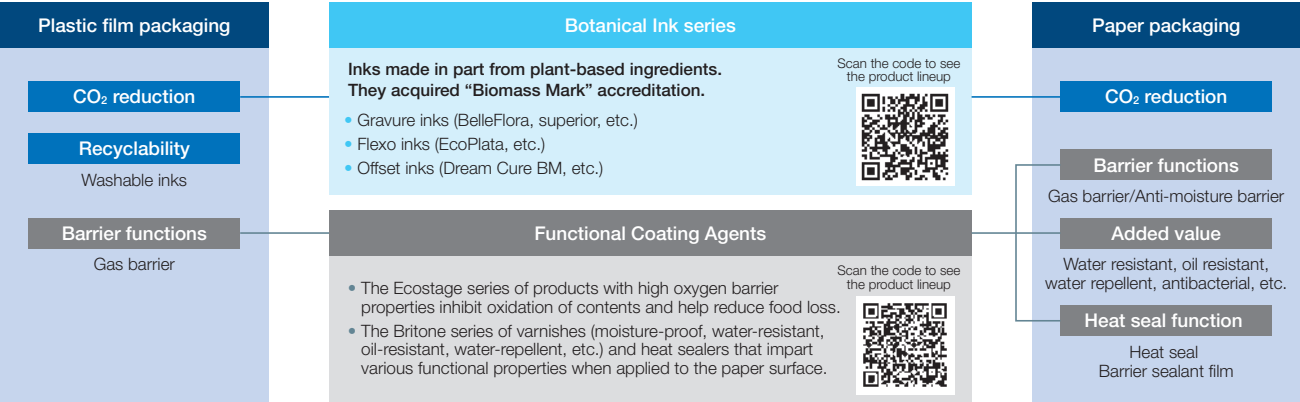 Plastic film packaging
CO₂ reduction
Recyclability
Washable inks
Barrier functions
Gas barrier
Botanical Ink series
Inks made in part from plant-based ingredients.
They acquired “Biomass Mark” accreditation.
• Gravure inks (BelleFlora, superior, etc.)
• Flexo inks (EcoPlata, etc.)
• Offset inks (Dream Cure BM, etc.)
Scan the code to see
the product lineup
Functional Coating Agents
• The Ecostage series of products with high oxygen barrier
properties inhibit oxidation of contents and help reduce food loss.
• The Britone series of varnishes (moisture-proof, water-resistant,
oil-resistant, water-repellent, etc.) and heat sealers that impart
various functional properties when applied to the paper surface.
Scan the code to see
the product lineup
Paper packaging
CO₂ reduction
Barrier functions
Gas barrier/Anti-moisture barrier
Added value
Water resistant, oil resistant,
water repellent, antibacterial, etc.
Heat seal function
Heat seal
Barrier sealant film